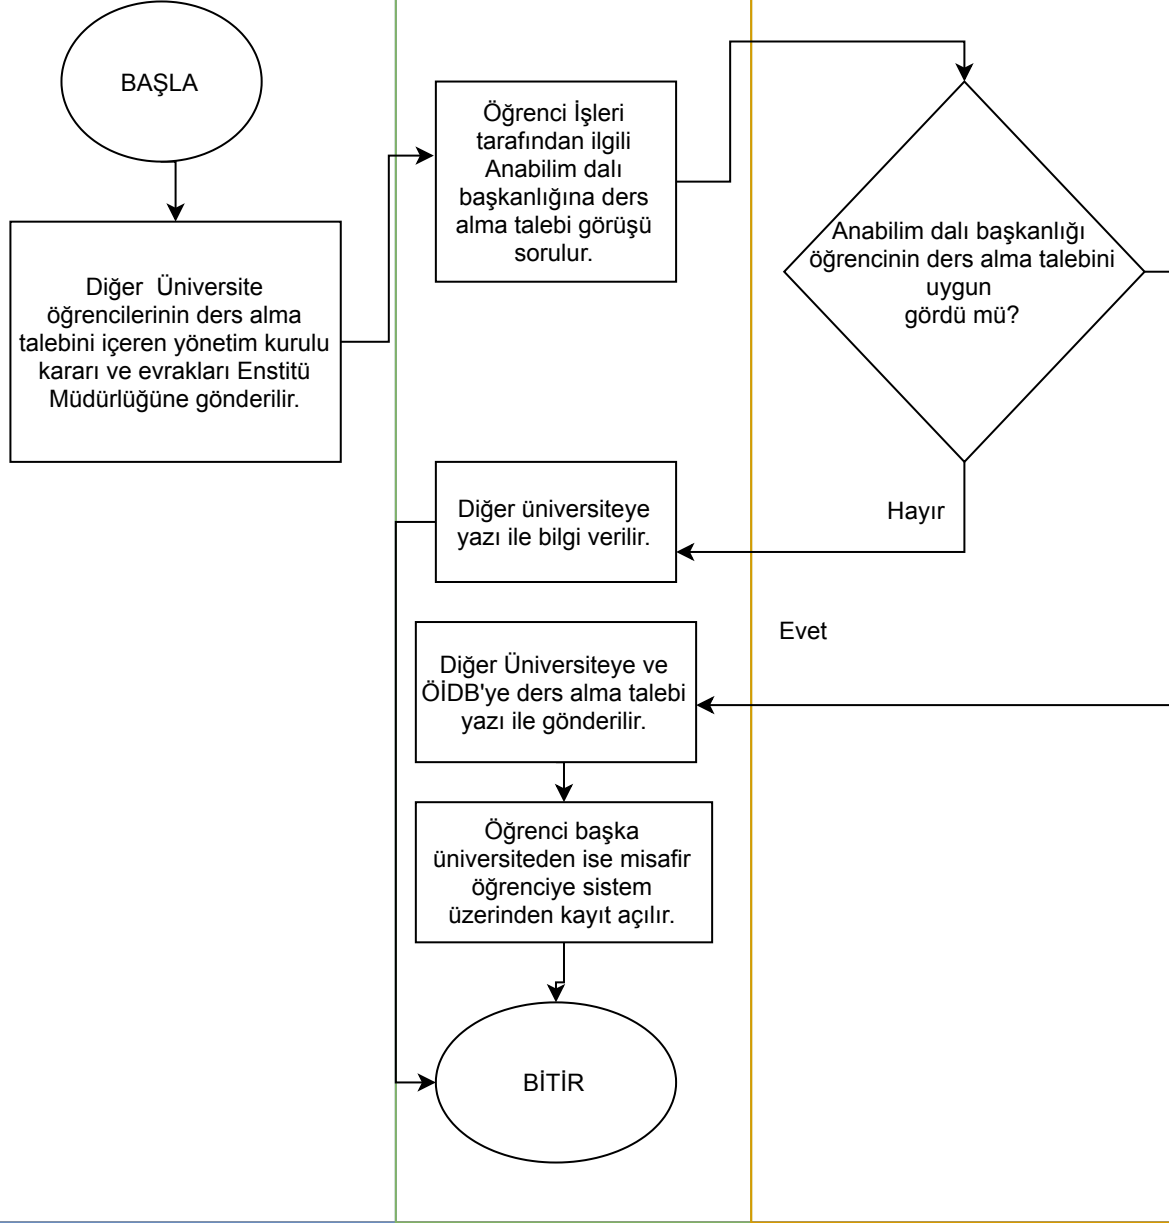 BAŞLA
Diğer  Üniversite
öğrencilerinin ders alma
talebini içeren yönetim kurulu
kararı ve evrakları Enstitü
Müdürlüğüne gönderilir.
Öğrenci İşleri
tarafından ilgili
Anabilim dalı
başkanlığına ders
alma talebi görüşü
sorulur.
Anabilim dalı başkanlığı
öğrencinin ders alma talebini
uygun
gördü mü?
Hayır
Diğer üniversiteye
yazı ile bilgi verilir.
Evet
Diğer Üniversiteye ve
ÖİDB'ye ders alma talebi
yazı ile gönderilir.
Öğrenci başka
üniversiteden ise misafir
öğrenciye sistem
üzerinden kayıt açılır.
BİTİR